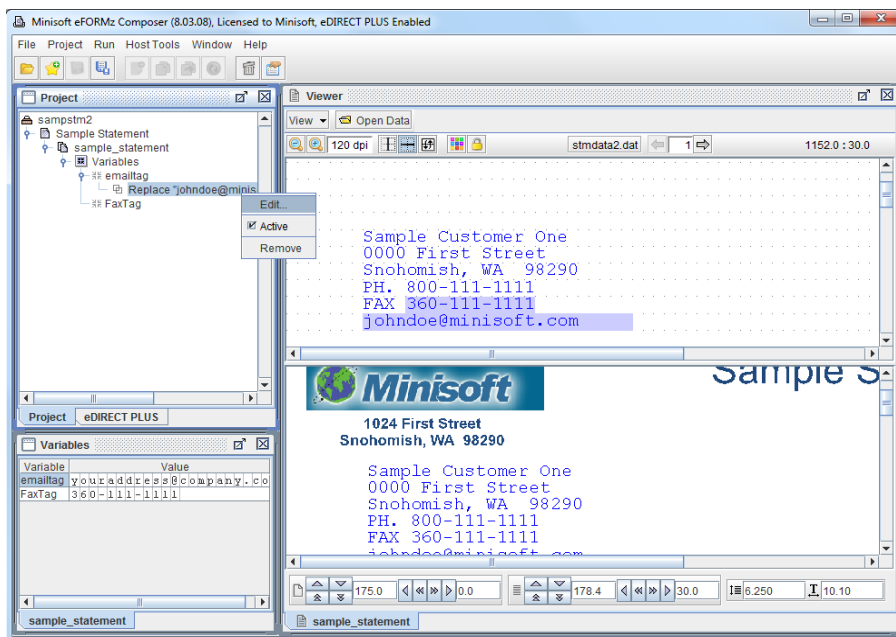 Minisoft eFORMz Composer (8.03.08), Licensed to Minisoft, eDIRECT PLUS Enabled
File Project Run Host Tools Window Help
Project
sampstm2
Sample Statement
sample_statement
Variables
emailtag
Replace "johndoe@minis
FaxTag
Edit...
Active
Remove
Project eDIRECT PLUS
Variables
Variable Value
emailtag youraddress@company.co
FaxTag 360-111-1111
sample_statement
Viewer
View Open Data
120 dpi stmdata2.dat 1 1152.0 : 30.0
Sample Customer One
0000 First Street
Snohomish, WA 98290
PH. 800-111-1111
FAX 360-111-1111
johndoe@minisoft.com
Minisoft Sample S
1024 First Street
Snohomish, WA 98290
Sample Customer One
0000 First Street
Snohomish, WA 98290
PH. 800-111-1111
FAX 360-111-1111
johndoe@minisoft.com
175.0 0.0 178.4 30.0 6.250 10.10
sample_statement